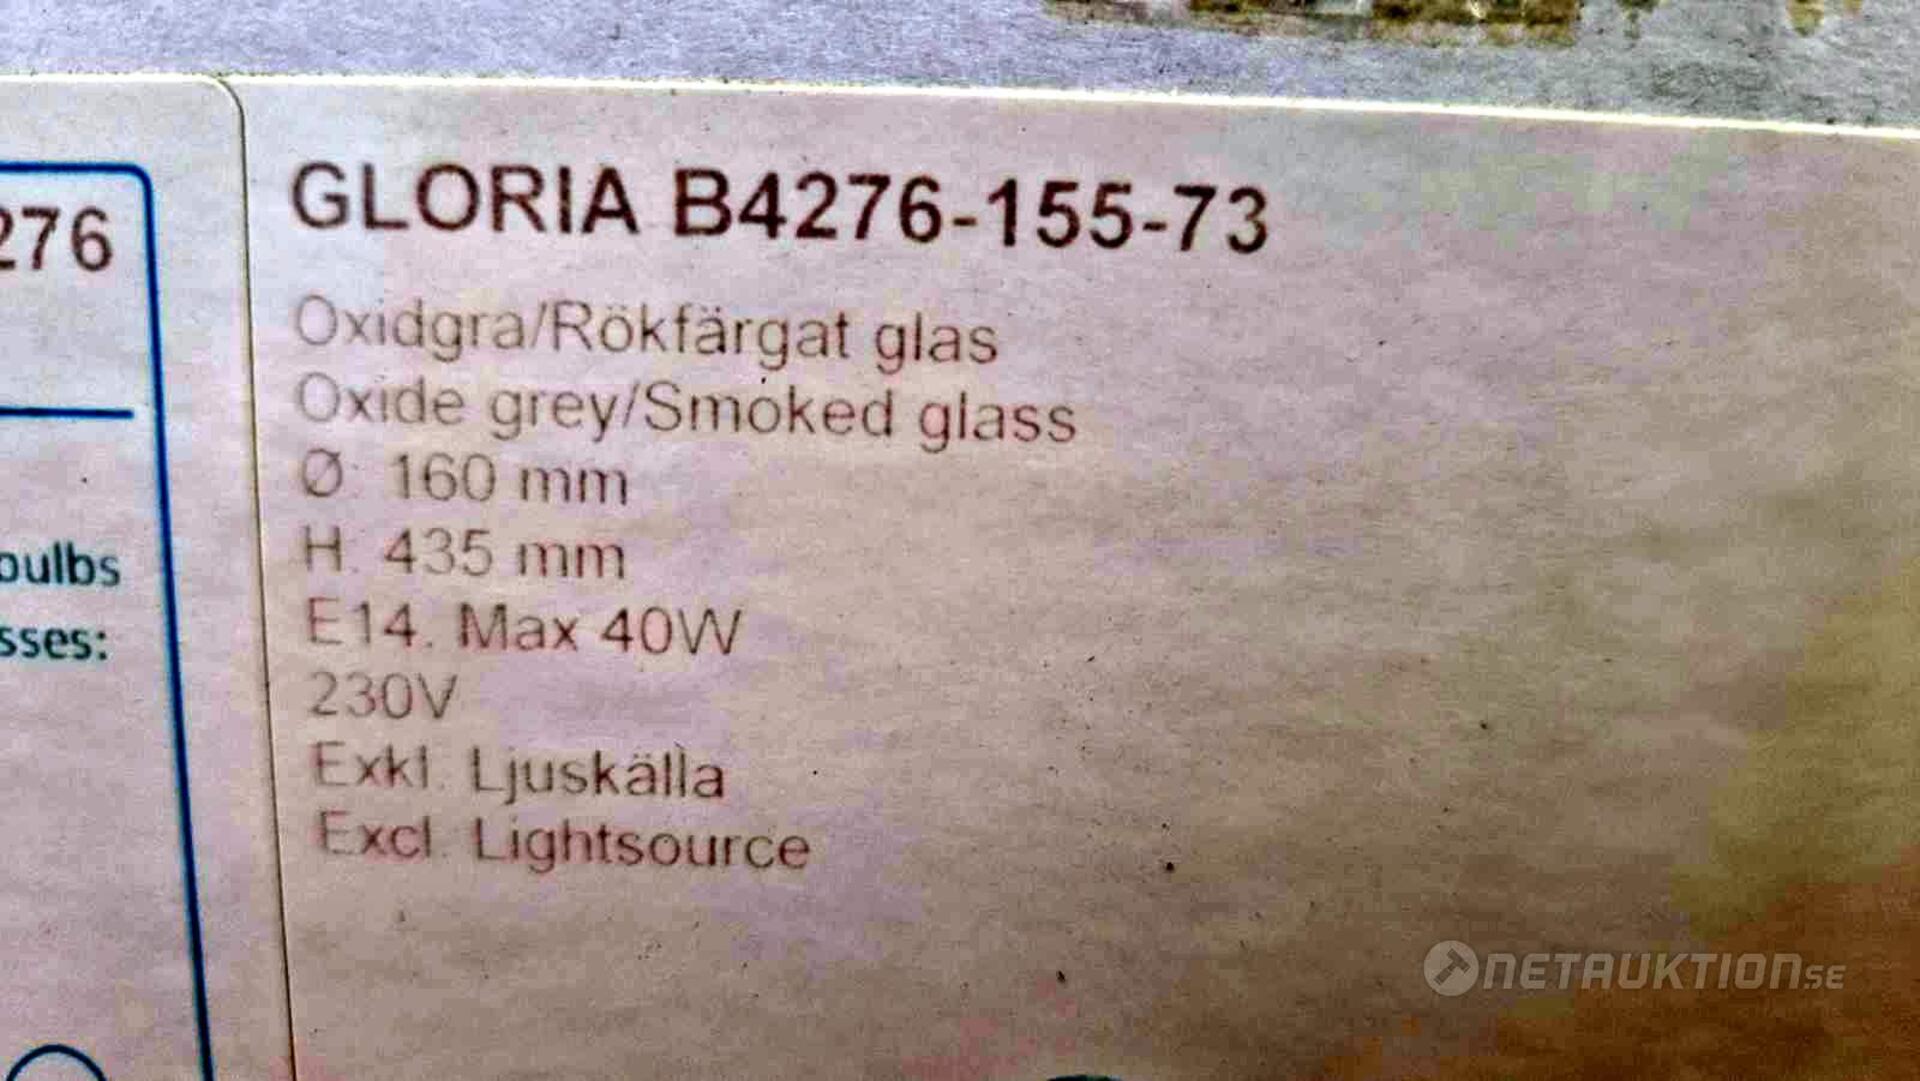 276
oulbs
sses:
GLORIA B4276-155-73
Oxidgra/Rökfärgat glas
Oxide grey/Smoked glass
Ø: 160 mm
H: 435 mm
E14. Max 40W
230V
Exkl. Ljuskälla
Excl. Lightsource
NETAUKTION.SE